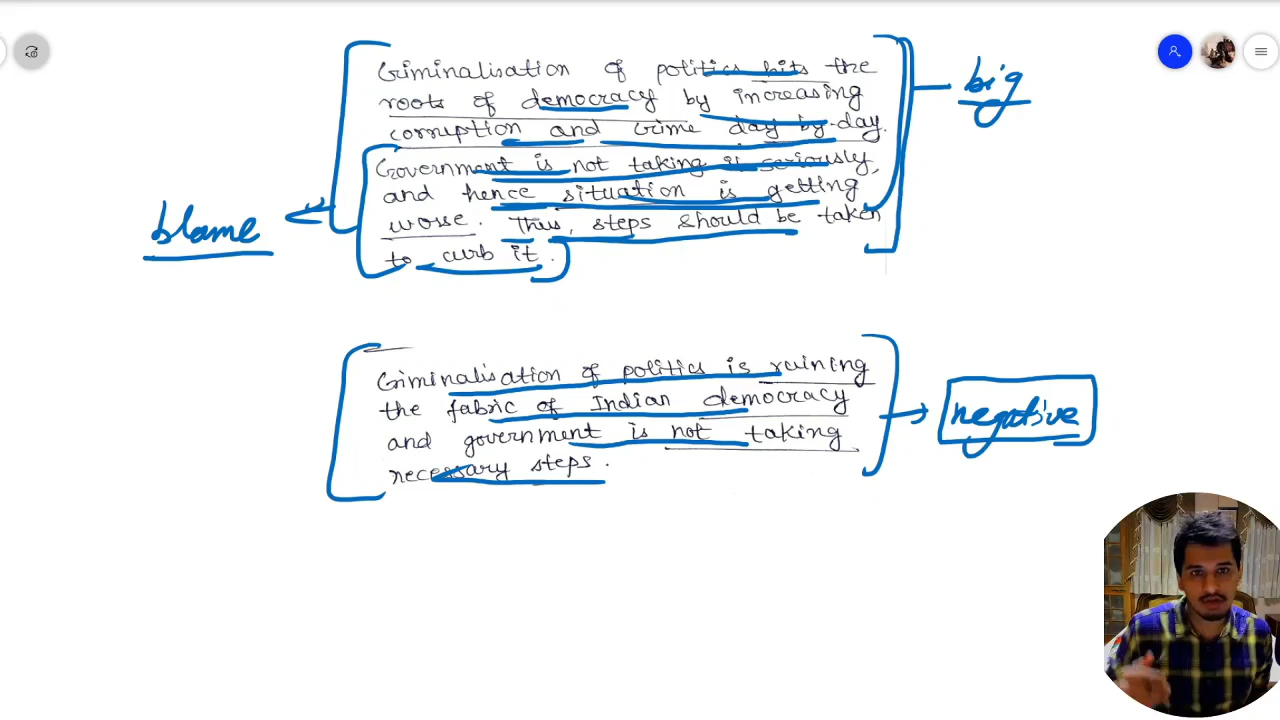 Criminalisation of politics hits the
roots of democracy by increasing
corruption and crime day by day.
Government is not taking it seriously,
and hence situation is getting
worse. Thus, steps should be taken
to curb it.
big
blame
Criminalisation of politics is ruining
the fabric of Indian democracy
and government is not taking
necessary steps.
negative